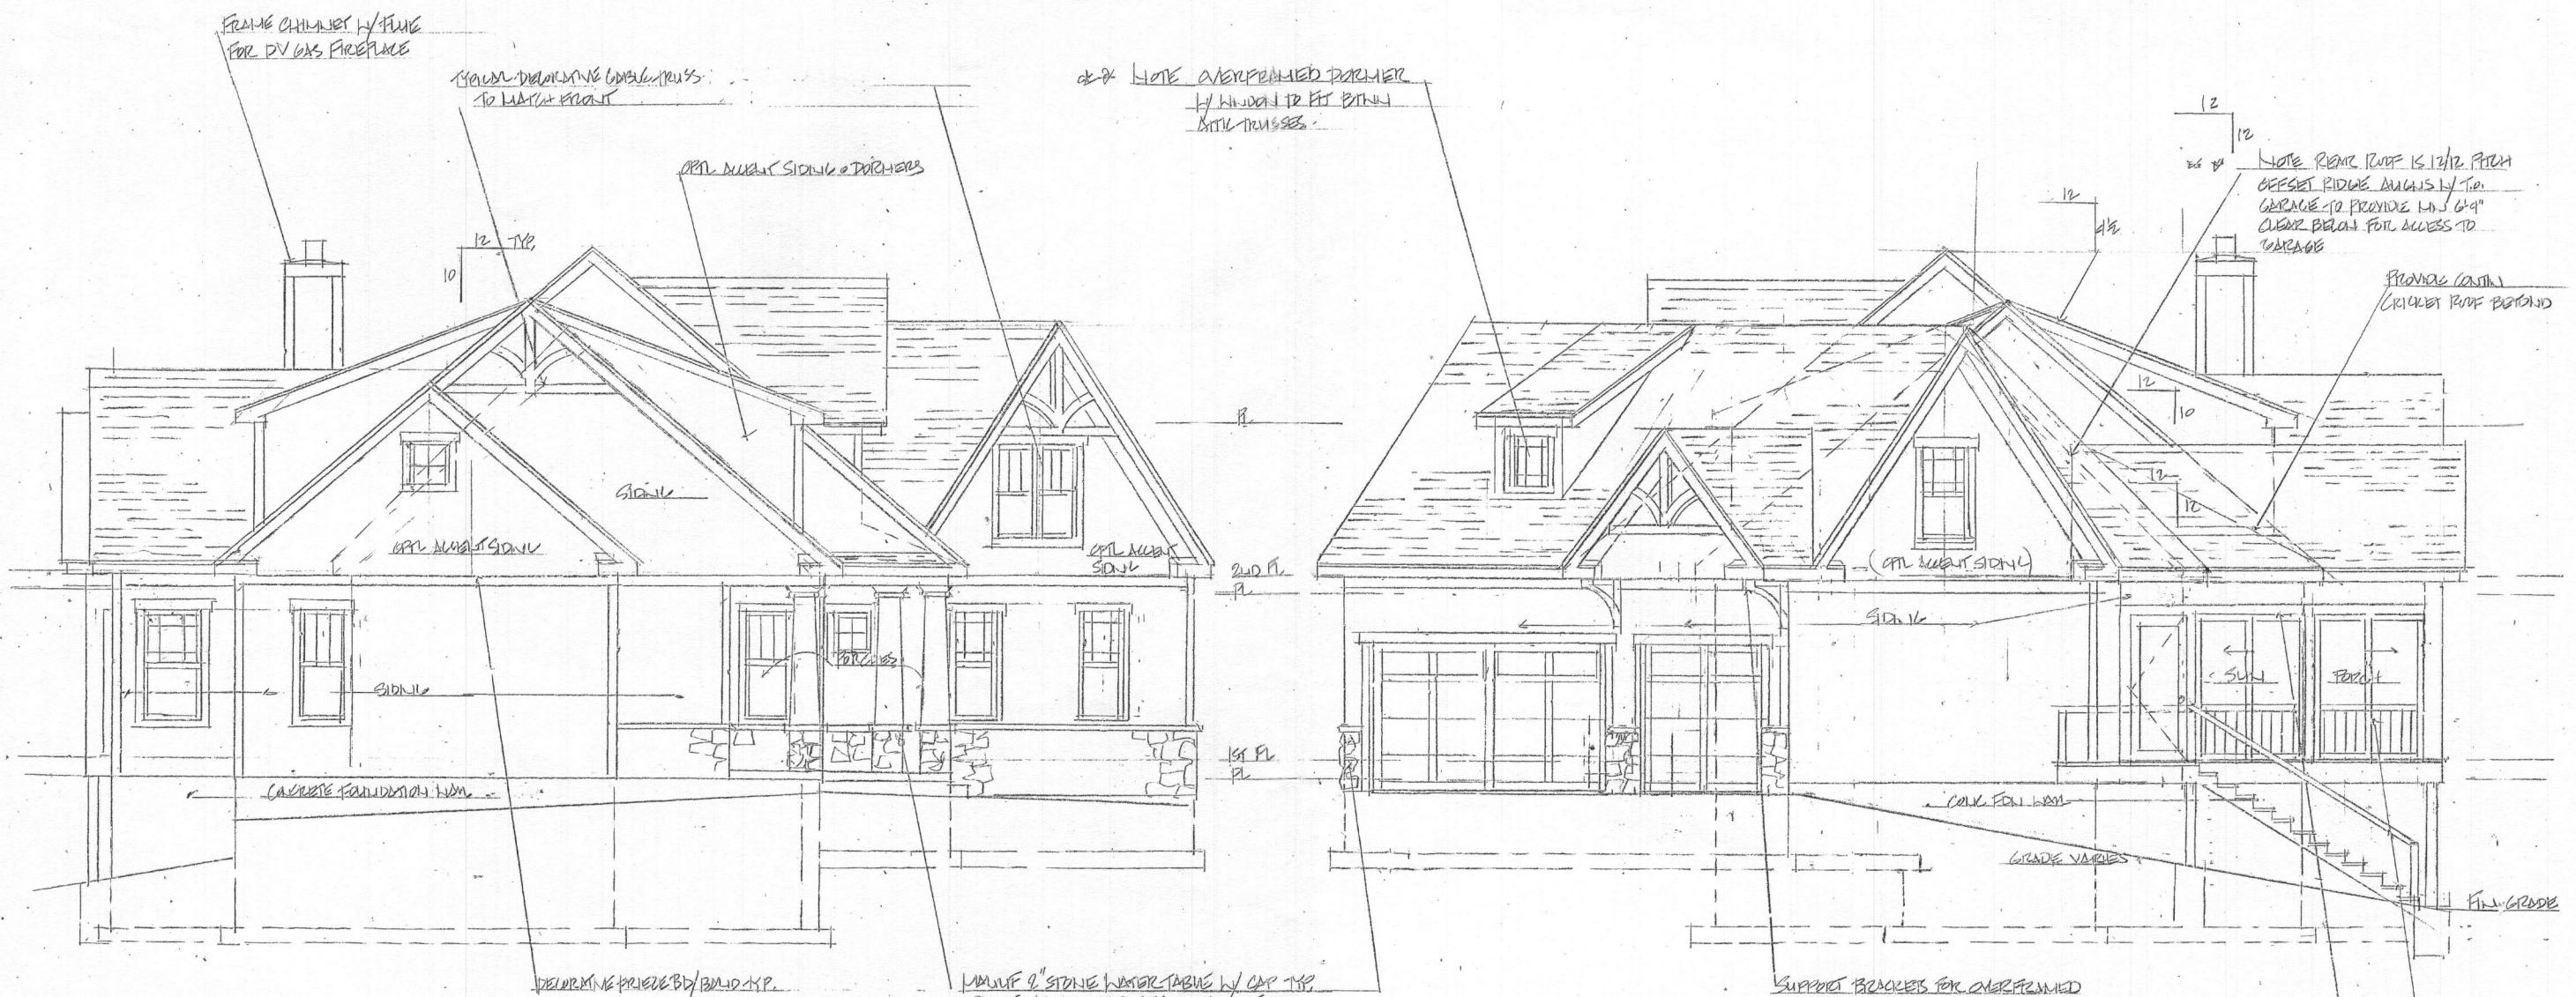 FRAME CHIMNEY W/ FLUE
FOR DV GAS FIREPLACE
TYPICAL DECORATIVE GABLE TRUSS
TO MATCH FRONT
OPTL ACCENT SIDING @ DORMERS
NOTE OVERFRAMED DORMER
W/ WINDOW TO FIT BTWN
ATTIC TRUSSES.
12
12
NOTE REAR ROOF IS 12/12 PITCH
OFFSET RIDGE ALIGNS W/ T.O.
GARAGE TO PROVIDE MIN 6'9"
CLEAR BELOW FOR ACCESS TO
GARAGE
12
4½
PROVIDE CONTIN
CRICKET ROOF BEYOND
12 TYP.
10
12
10
PL
SIDING
12
12
OPTL ACCENT SIDING
OPTL ACCENT
SIDING
(OPTL ACCENT SIDING)
2ND FL
PL
SIDING
PORCHES
SIDING
SUN PORCH
1ST FL
PL
CONCRETE FOUNDATION WALL
CONC FDN WALL
GRADE VARIES
FIN. GRADE
DECORATIVE FRIEZE BD/BAND TYP.
MANUF 2" STONE WATER TABLE W/ CAP TYP.
SUPPORT BRACKETS FOR OVERFRAMED